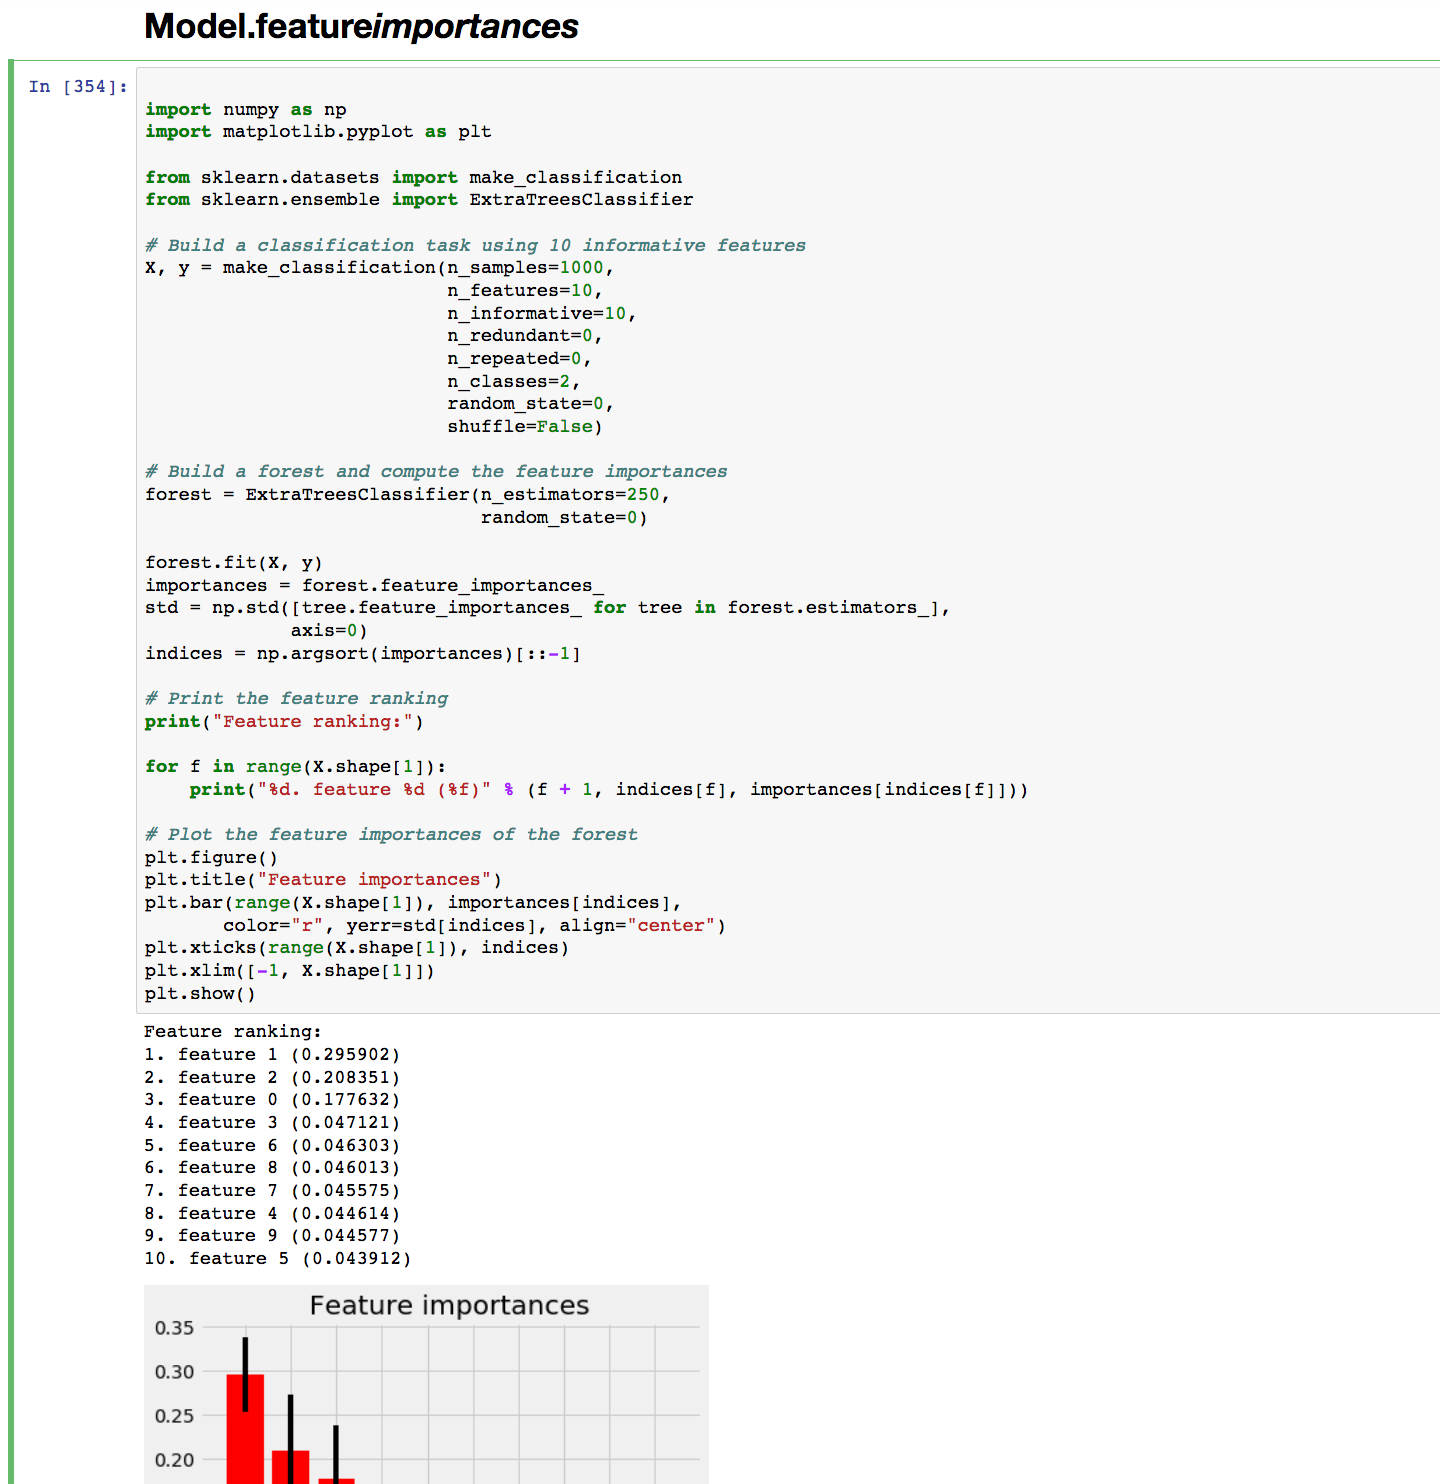 Model.featureimportances
In [354]:
import numpy as np
import matplotlib.pyplot as plt
from sklearn.datasets import make_classification
from sklearn.ensemble import ExtraTreesClassifier
# Build a classification task using 10 informative features
X, y = make_classification(n_samples=1000,
                           n_features=10,
                           n_informative=10,
                           n_redundant=0,
                           n_repeated=0,
                           n_classes=2,
                           random_state=0,
                           shuffle=False)
# Build a forest and compute the feature importances
forest = ExtraTreesClassifier(n_estimators=250,
                              random_state=0)
forest.fit(X, y)
importances = forest.feature_importances_
std = np.std([tree.feature_importances_ for tree in forest.estimators_],
             axis=0)
indices = np.argsort(importances)[::-1]
# Print the feature ranking
print("Feature ranking:")
for f in range(X.shape[1]):
    print("%d. feature %d (%f)" % (f + 1, indices[f], importances[indices[f]]))
# Plot the feature importances of the forest
plt.figure()
plt.title("Feature importances")
plt.bar(range(X.shape[1]), importances[indices],
       color="r", yerr=std[indices], align="center")
plt.xticks(range(X.shape[1]), indices)
plt.xlim([-1, X.shape[1]])
plt.show()
Feature ranking:
1. feature 1 (0.295902)
2. feature 2 (0.208351)
3. feature 0 (0.177632)
4. feature 3 (0.047121)
5. feature 6 (0.046303)
6. feature 8 (0.046013)
7. feature 7 (0.045575)
8. feature 4 (0.044614)
9. feature 9 (0.044577)
10. feature 5 (0.043912)
Feature importances
0.35
0.30
0.25
0.20